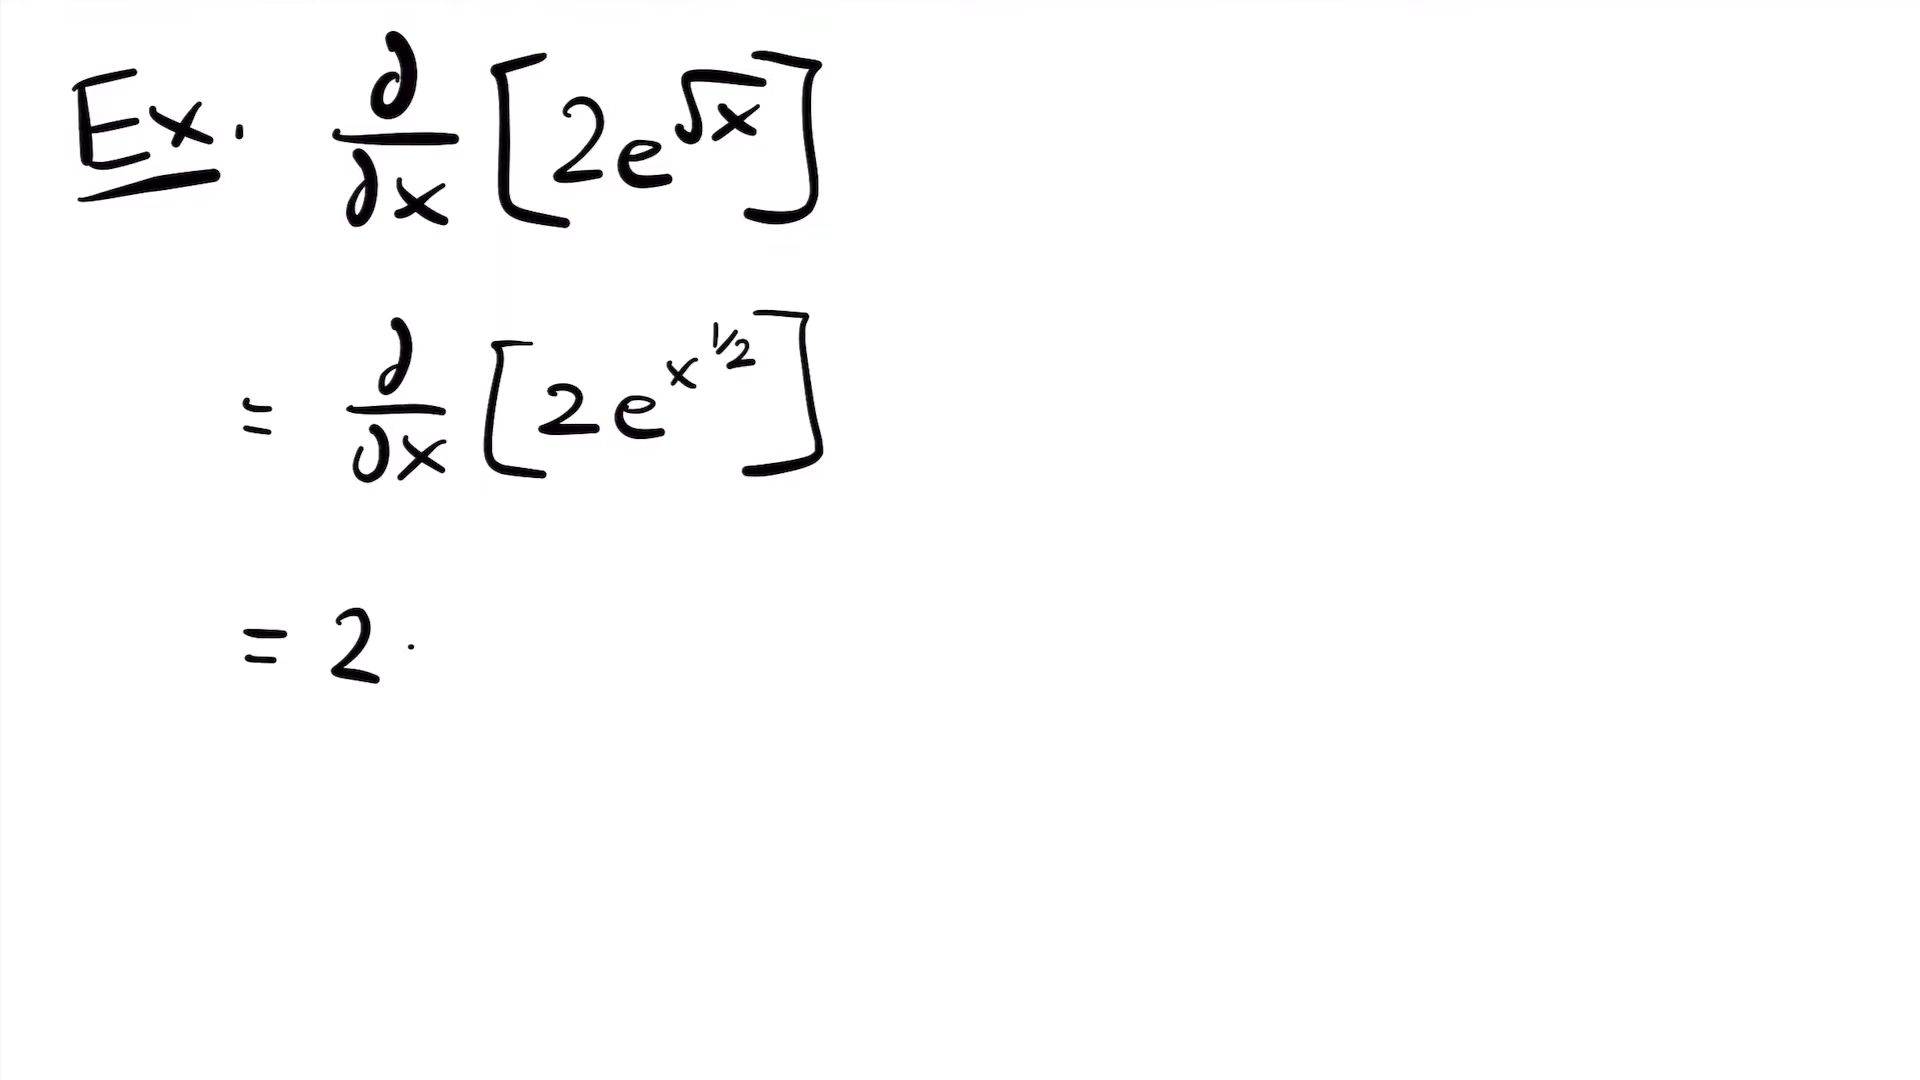 Ex. ∂/∂x [2e^√x]
= ∂/∂x [2e^x^1/2]
= 2 ·